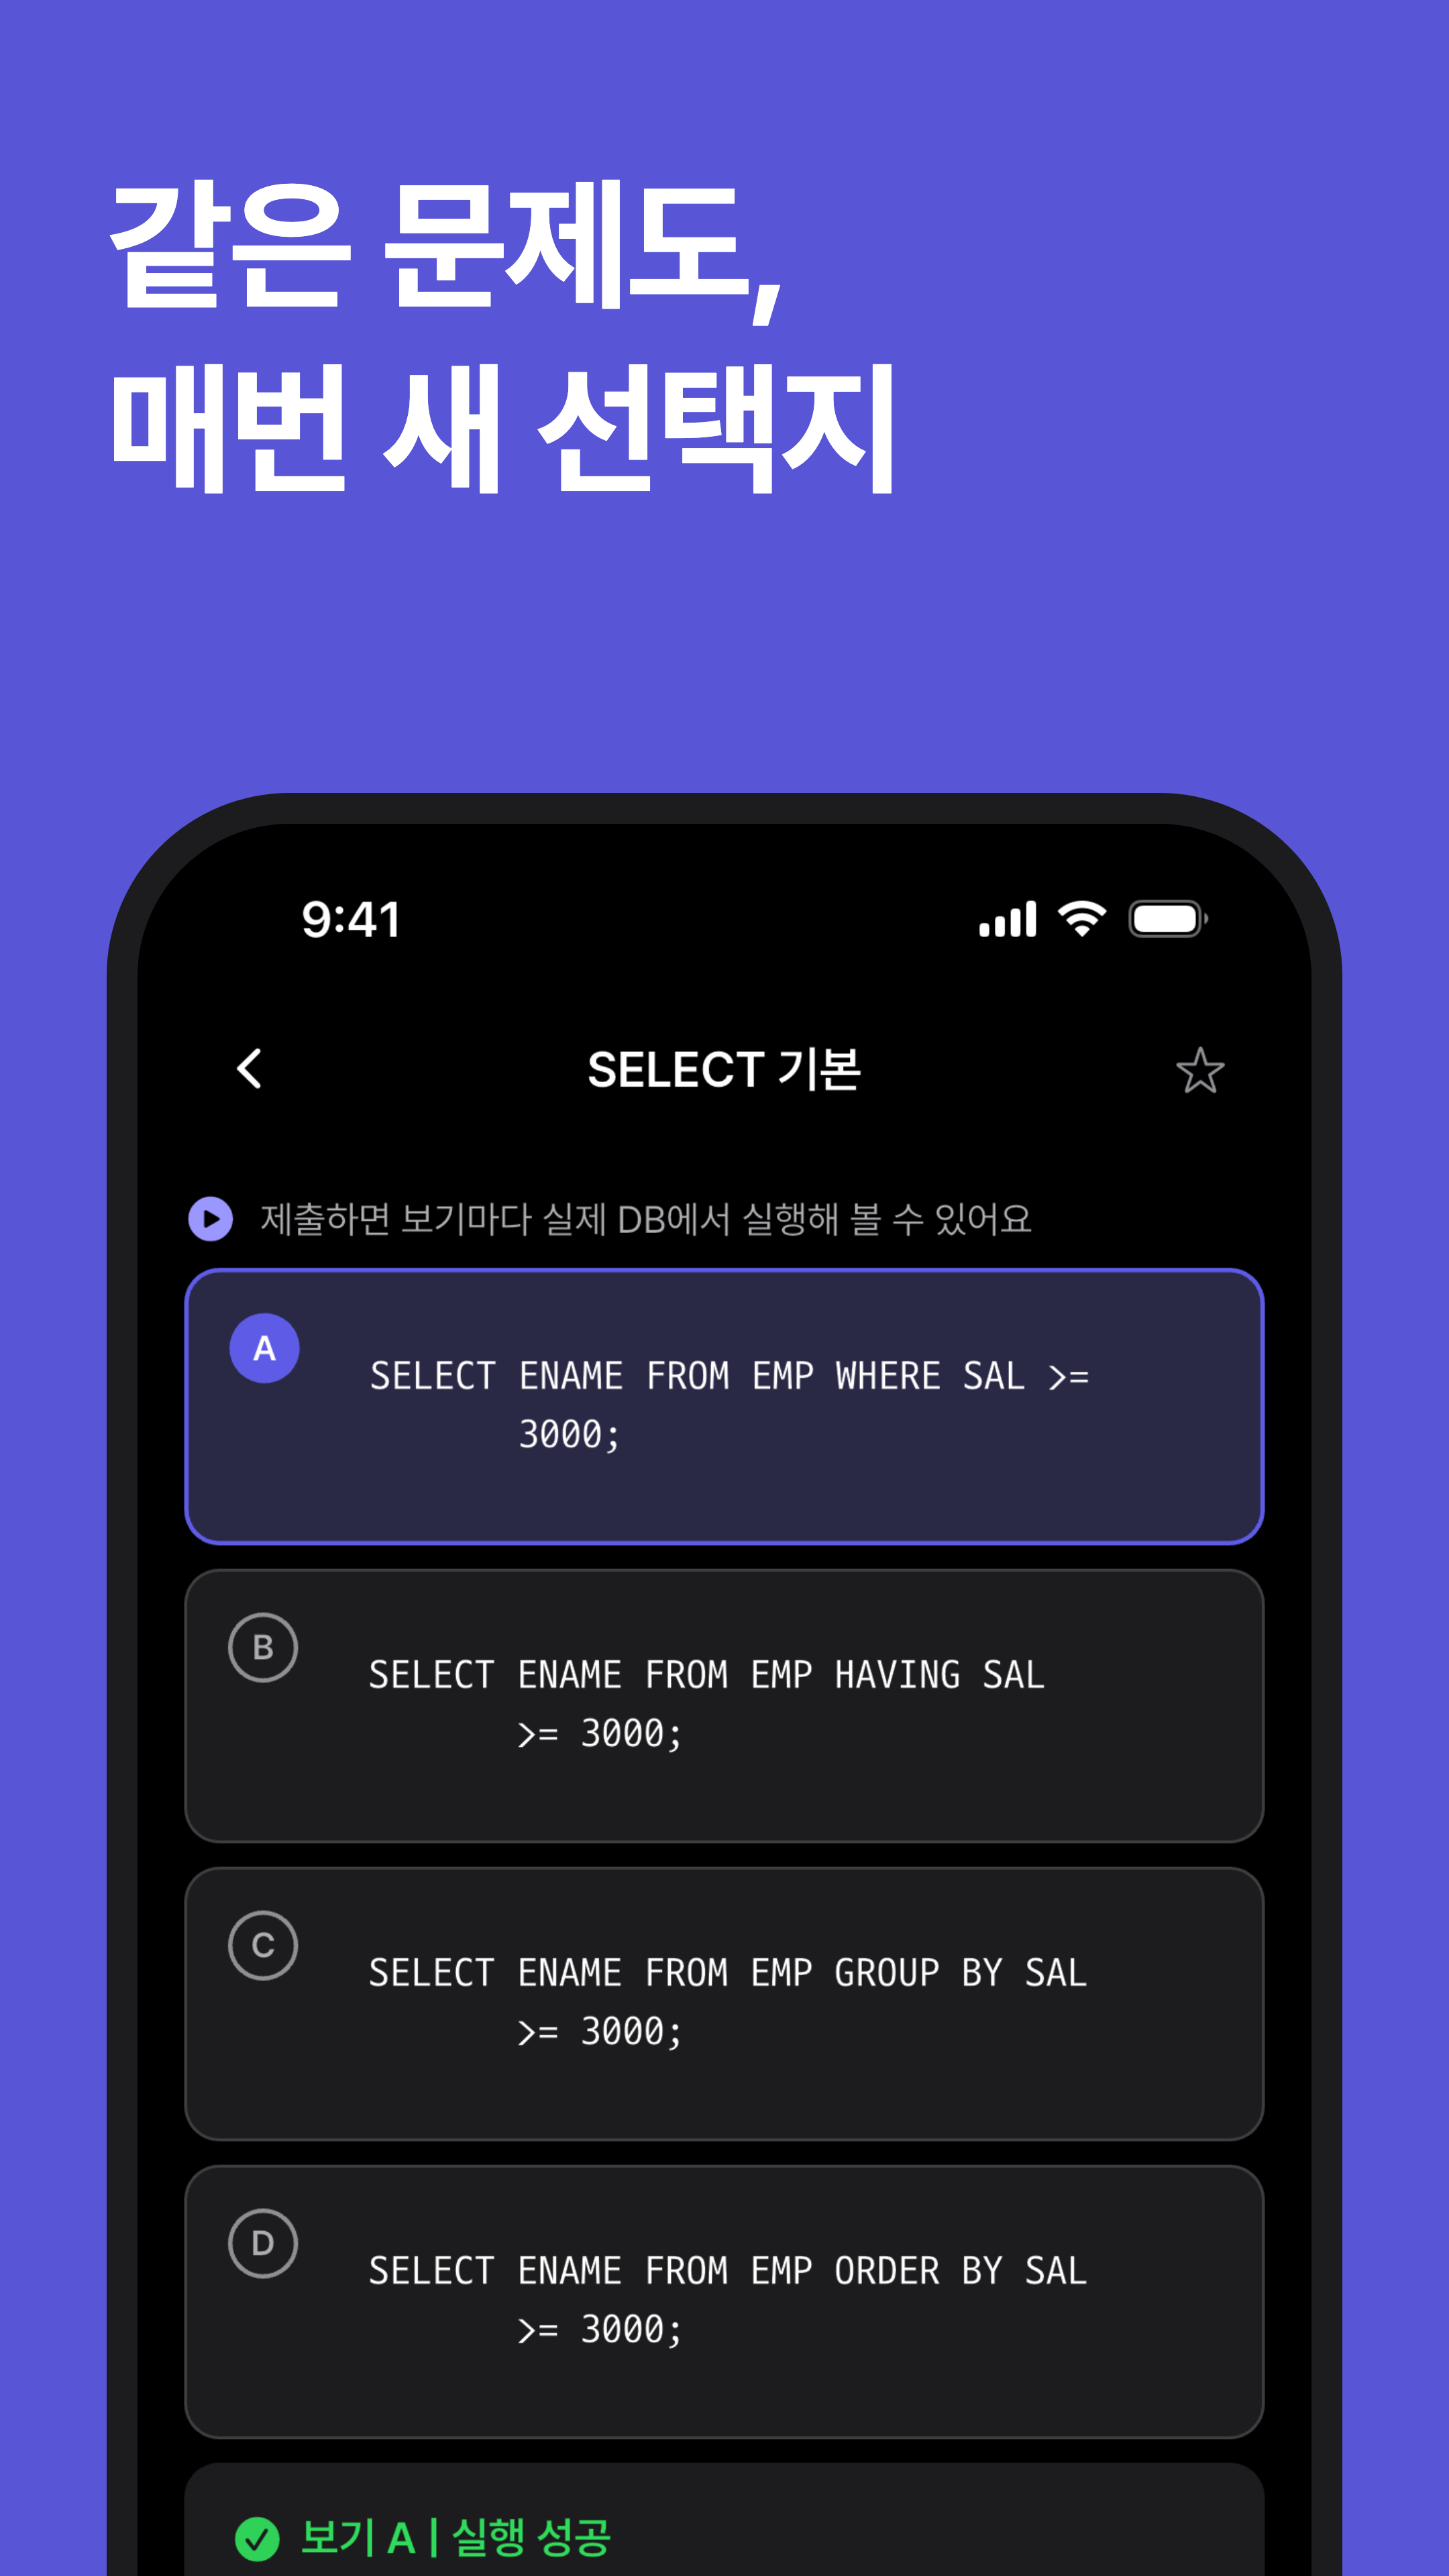 같은 문제도,
매번 새 선택지
9:41
SELECT 기본
제출하면 보기마다 실제 DB에서 실행해 볼 수 있어요
A
SELECT ENAME FROM EMP WHERE SAL >=
3000;
B
SELECT ENAME FROM EMP HAVING SAL
>= 3000;
C
SELECT ENAME FROM EMP GROUP BY SAL
>= 3000;
D
SELECT ENAME FROM EMP ORDER BY SAL
>= 3000;
보기 A | 실행 성공